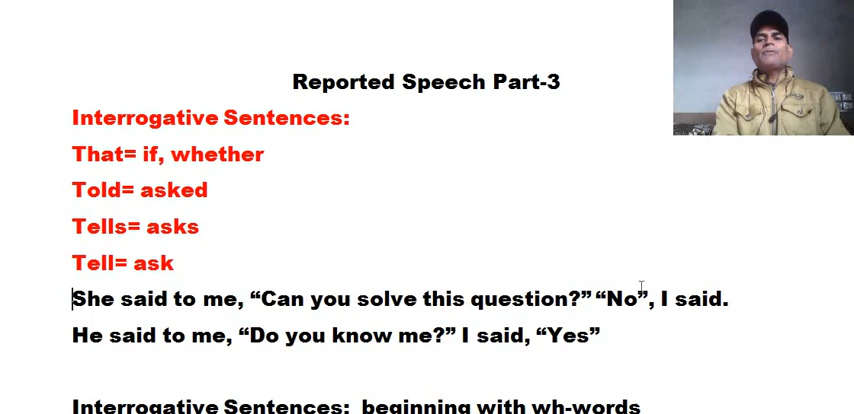 Reported Speech Part-3
Interrogative Sentences:
That= if, whether
Told= asked
Tells= asks
Tell= ask
She said to me, “Can you solve this question?” “No”, I said.
He said to me, “Do you know me?” I said, “Yes”
Interrogative Sentences:  beginning with wh-words